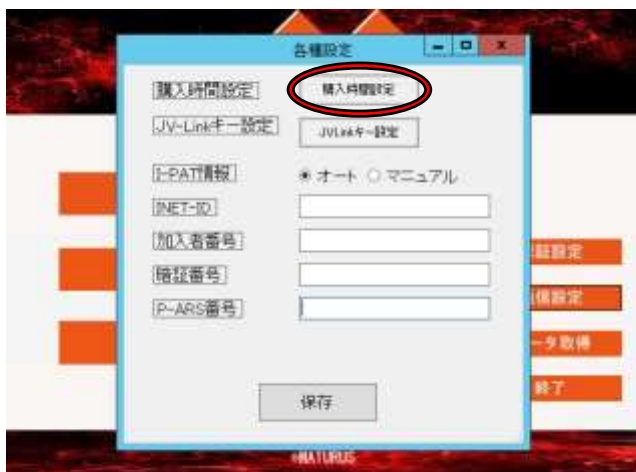 各種設定
購入時間設定
購入時間設定
JV-Linkキー設定
JVLinkキー設定
I-PAT情報
オート
マニュアル
INET-ID
加入者番号
暗証番号
P-ARS番号
保存
設定
信設定
ータ取得
終了
MATURUS